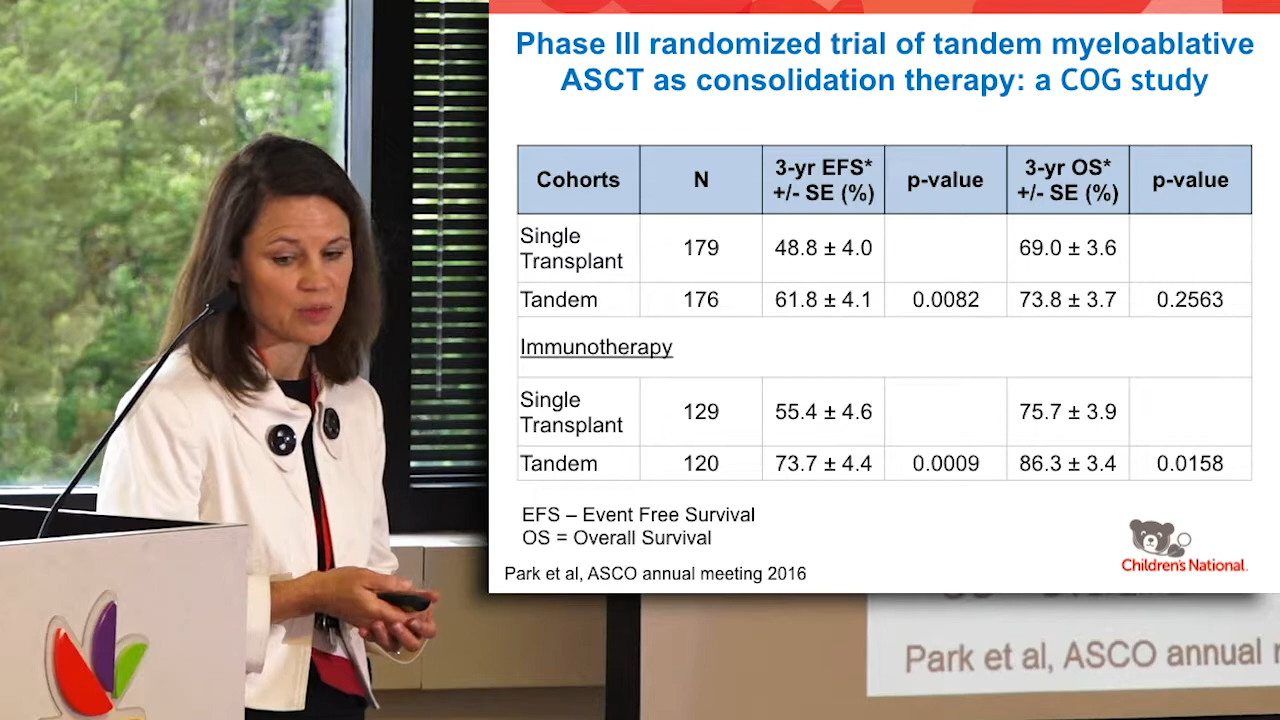 Phase III randomized trial of tandem myeloablative
ASCT as consolidation therapy: a COG study
Cohorts N 3-yr EFS* +/- SE (%) p-value 3-yr OS* +/- SE (%) p-value
Single Transplant 179 48.8 ± 4.0 69.0 ± 3.6
Tandem 176 61.8 ± 4.1 0.0082 73.8 ± 3.7 0.2563
Immunotherapy
Single Transplant 129 55.4 ± 4.6 75.7 ± 3.9
Tandem 120 73.7 ± 4.4 0.0009 86.3 ± 3.4 0.0158
EFS – Event Free Survival
OS = Overall Survival
Children's National.
Park et al, ASCO annual meeting 2016
Park et al, ASCO annual